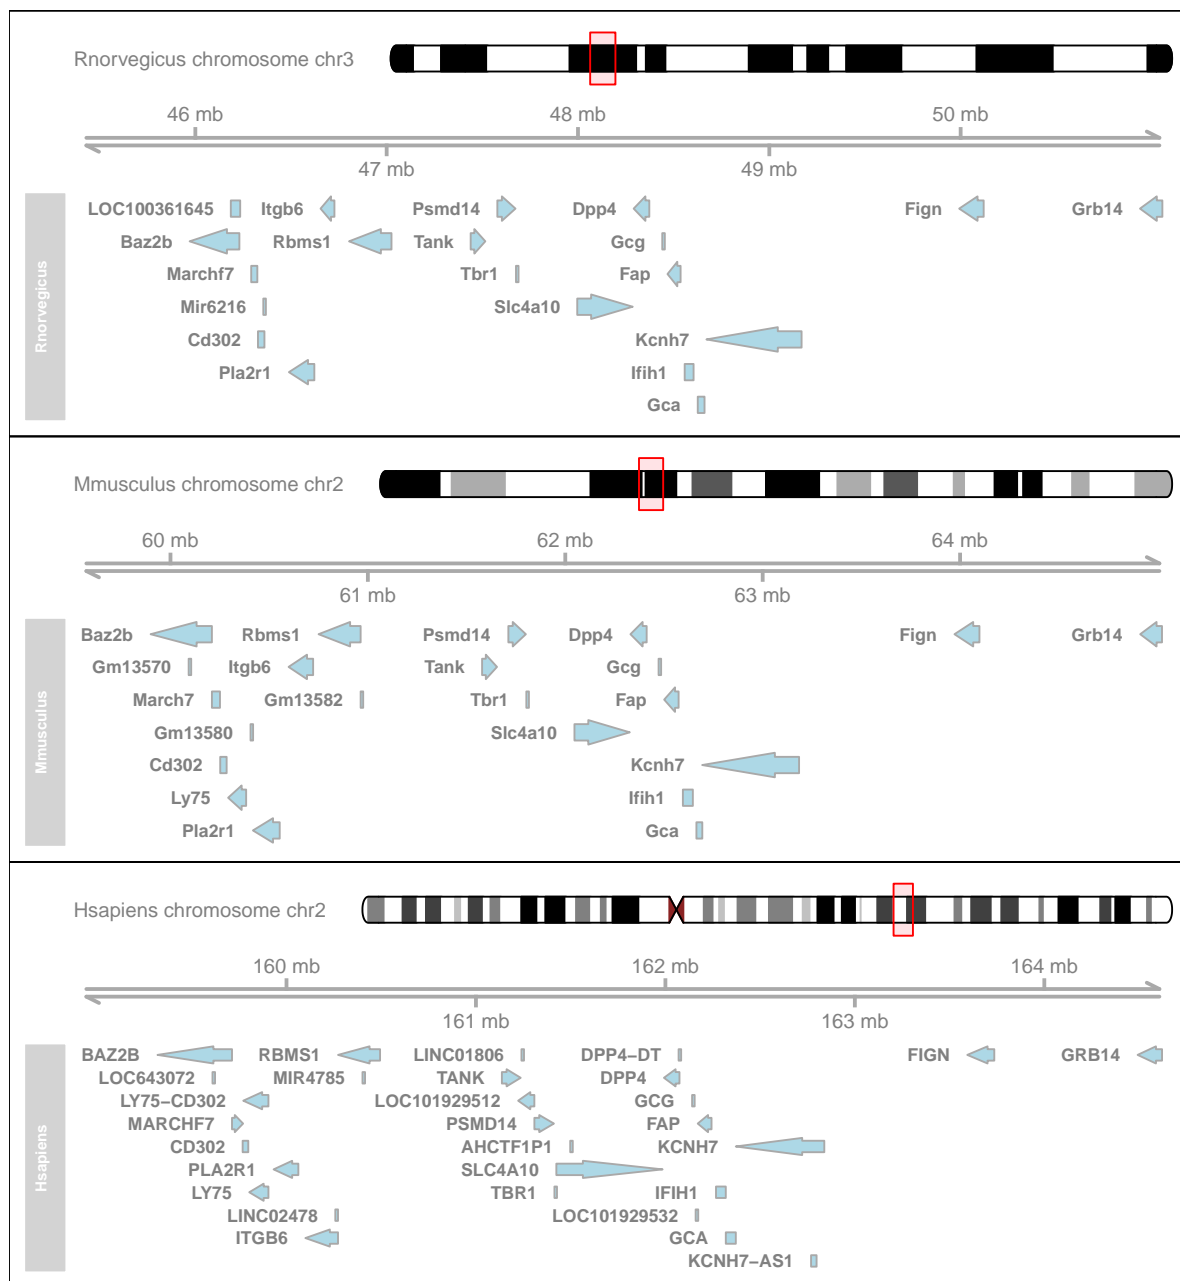 Rnorvegicus chromosome chr3
46 mb 48 mb 50 mb
47 mb 49 mb
Rnorvegicus
LOC100361645 Itgb6 Psmd14 Dpp4 Fign Grb14
Baz2b Rbms1 Tank Gcg
Marchf7 Tbr1 Fap
Mir6216 Slc4a10
Cd302 Kcnh7
Pla2r1 Ifih1
Gca
Mmusculus chromosome chr2
60 mb 62 mb 64 mb
61 mb 63 mb
Mmusculus
Baz2b Rbms1 Psmd14 Dpp4 Fign Grb14
Gm13570 Itgb6 Tank Gcg
March7 Gm13582 Tbr1 Fap
Gm13580 Slc4a10
Cd302 Kcnh7
Ly75 Ifih1
Pla2r1 Gca
Hsapiens chromosome chr2
160 mb 162 mb 164 mb
161 mb 163 mb
Hsapiens
BAZ2B RBMS1 LINC01806 DPP4−DT FIGN GRB14
LOC643072 MIR4785 TANK DPP4
LY75−CD302 LOC101929512 GCG
MARCHF7 PSMD14 FAP
CD302 AHCTF1P1 KCNH7
PLA2R1 SLC4A10
LY75 TBR1 IFIH1
LINC02478 LOC101929532
ITGB6 GCA
KCNH7−AS1